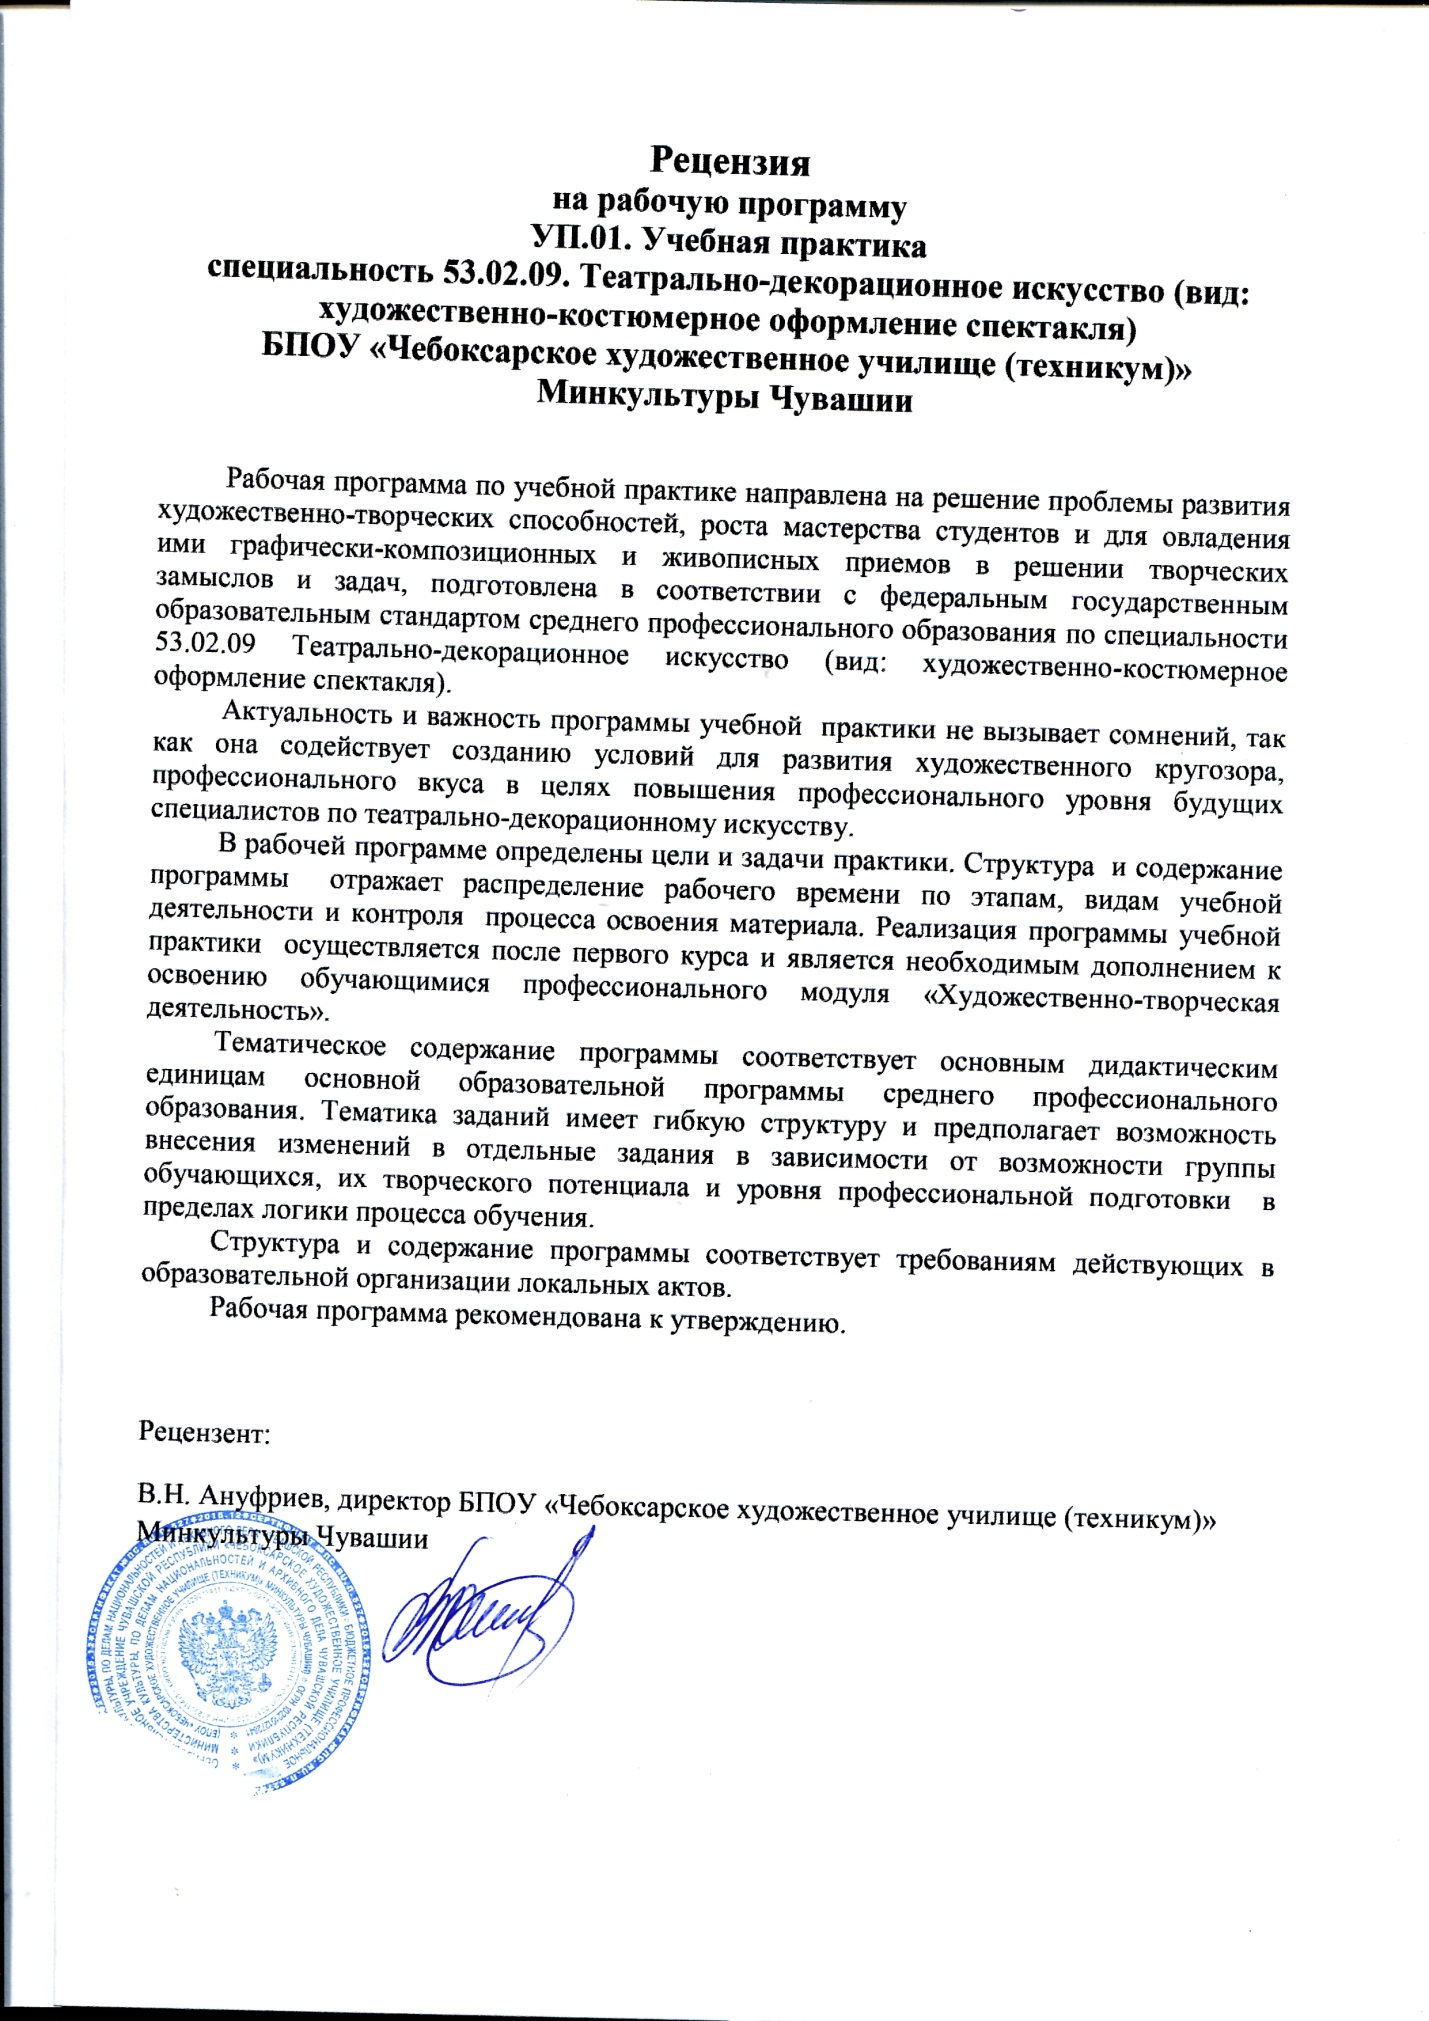 Рецензия
на рабочую программу
УП.01. Учебная практика
специальность 53.02.09. Театрально-декорационное искусство (вид:
художественно-костюмерное оформление спектакля)
БПОУ «Чебоксарское художественное училище (техникум)»
Минкультуры Чувашии
Рабочая программа по учебной практике направлена на решение проблемы развития
художественно-творческих способностей, роста мастерства студентов и для овладения
ими графически-композиционных и живописных приемов в решении творческих
замыслов и задач, подготовлена в соответствии с федеральным государственным
образовательным стандартом среднего профессионального образования по специальности
53.02.09 Театрально-декорационное искусство (вид: художественно-костюмерное
оформление спектакля).
Актуальность и важность программы учебной практики не вызывает сомнений, так
как она содействует созданию условий для развития художественного кругозора,
профессионального вкуса в целях повышения профессионального уровня будущих
специалистов по театрально-декорационному искусству.
В рабочей программе определены цели и задачи практики. Структура и содержание
программы отражает распределение рабочего времени по этапам, видам учебной
деятельности и контроля процесса освоения материала. Реализация программы учебной
практики осуществляется после первого курса и является необходимым дополнением к
освоению обучающимися профессионального модуля «Художественно-творческая
деятельность».
Тематическое содержание программы соответствует основным дидактическим
единицам основной образовательной программы среднего профессионального
образования. Тематика заданий имеет гибкую структуру и предполагает возможность
внесения изменений в отдельные задания в зависимости от возможности группы
обучающихся, их творческого потенциала и уровня профессиональной подготовки в
пределах логики процесса обучения.
Структура и содержание программы соответствует требованиям действующих в
образовательной организации локальных актов.
Рабочая программа рекомендована к утверждению.
Рецензент:
В.Н. Ануфриев, директор БПОУ «Чебоксарское художественное училище (техникум)»
Минкультуры Чувашии